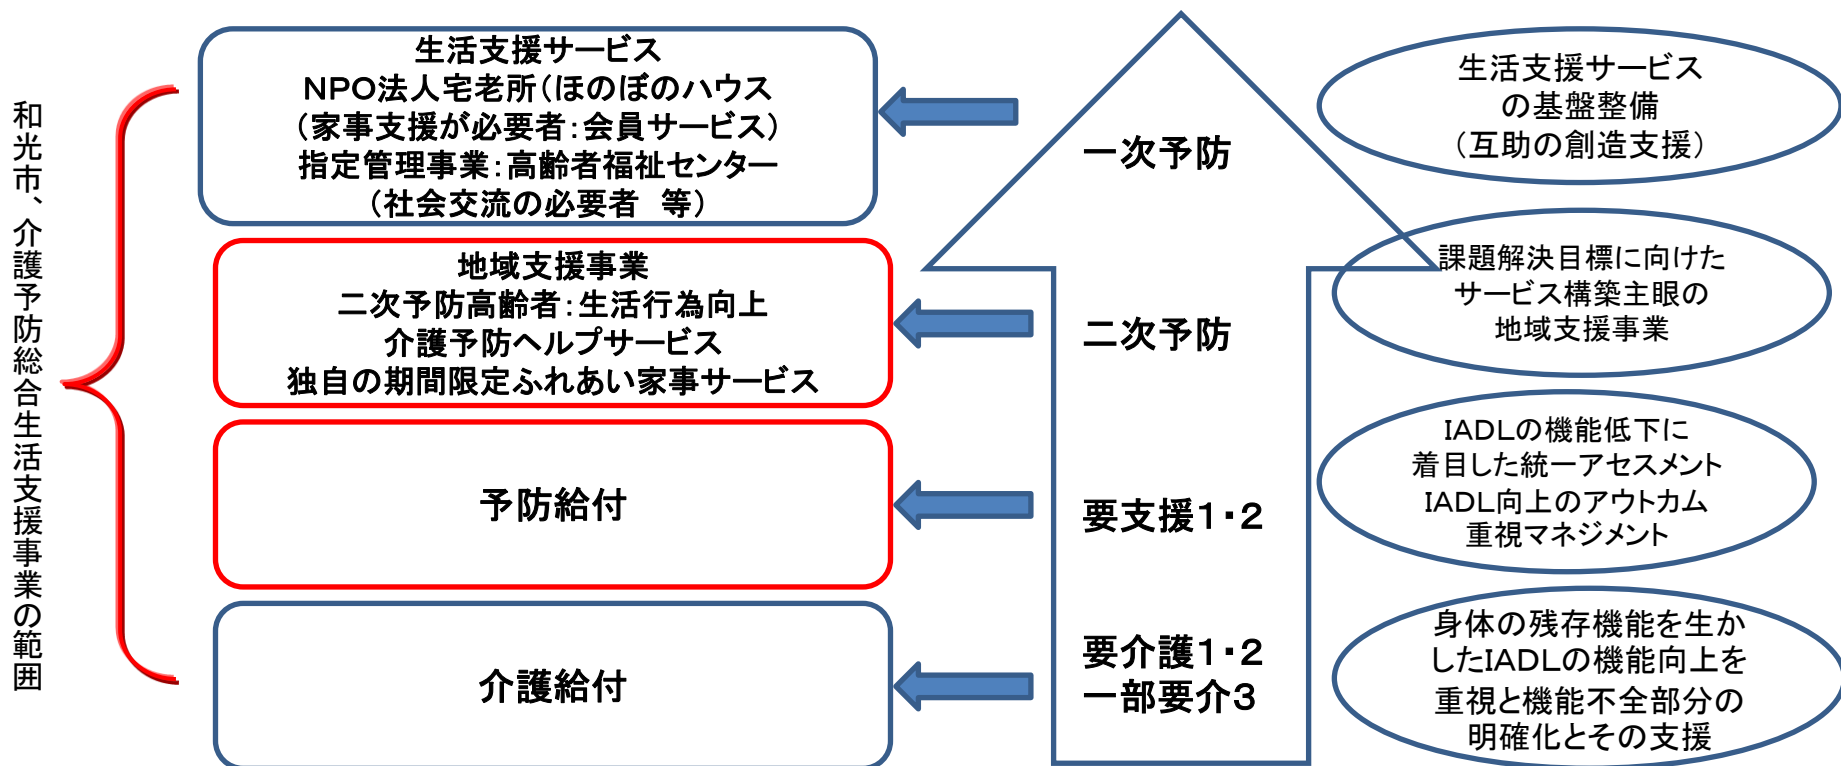 和光市、介護予防総合生活支援事業の範囲
生活支援サービス
NPO法人宅老所(ほのぼのハウス
(家事支援が必要者:会員サービス)
指定管理事業:高齢者福祉センター
(社会交流の必要者 等)
一次予防
生活支援サービス
の基盤整備
(互助の創造支援)
地域支援事業
二次予防高齢者:生活行為向上
介護予防ヘルプサービス
独自の期間限定ふれあい家事サービス
二次予防
課題解決目標に向けた
サービス構築主眼の
地域支援事業
予防給付
要支援1・2
IADLの機能低下に
着目した統一アセスメント
IADL向上のアウトカム
重視マネジメント
介護給付
要介護1・2
一部要介3
身体の残存機能を生か
したIADLの機能向上を
重視と機能不全部分の
明確化とその支援